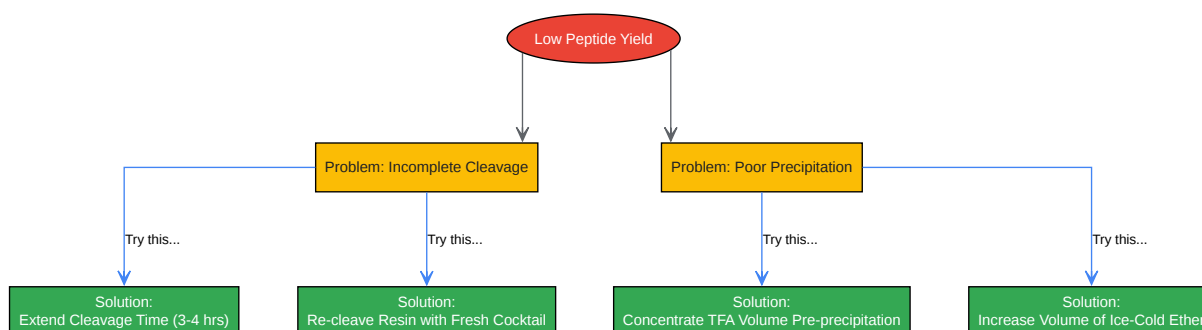 Low Peptide Yield
Problem: Incomplete Cleavage
Problem: Poor Precipitation
Try this...
Try this...
Try this...
Try this...
Solution:
Extend Cleavage Time (3-4 hrs)
Solution:
Re-cleave Resin with Fresh Cocktail
Solution:
Concentrate TFA Volume Pre-precipitation
Solution:
Increase Volume of Ice-Cold Ether